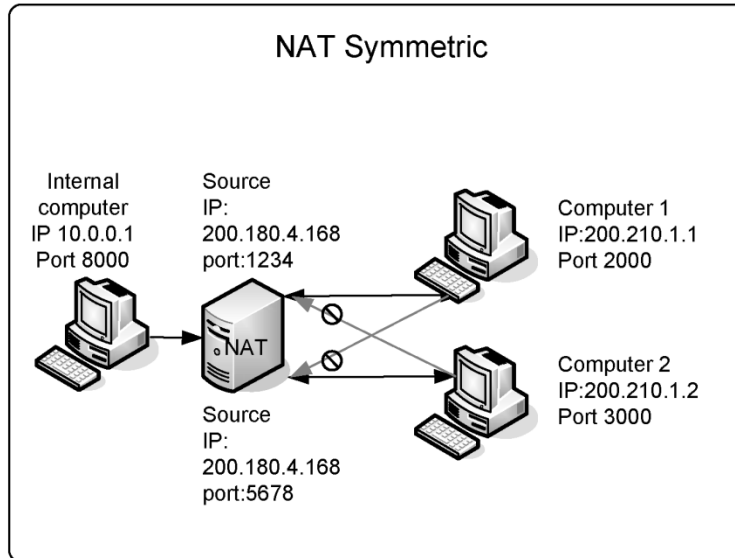 NAT Symmetric
Internal
computer
IP 10.0.0.1
Port 8000
Source
IP:
200.180.4.168
port:1234
Computer 1
IP:200.210.1.1
Port 2000
NAT
Computer 2
IP:200.210.1.2
Port 3000
Source
IP:
200.180.4.168
port:5678